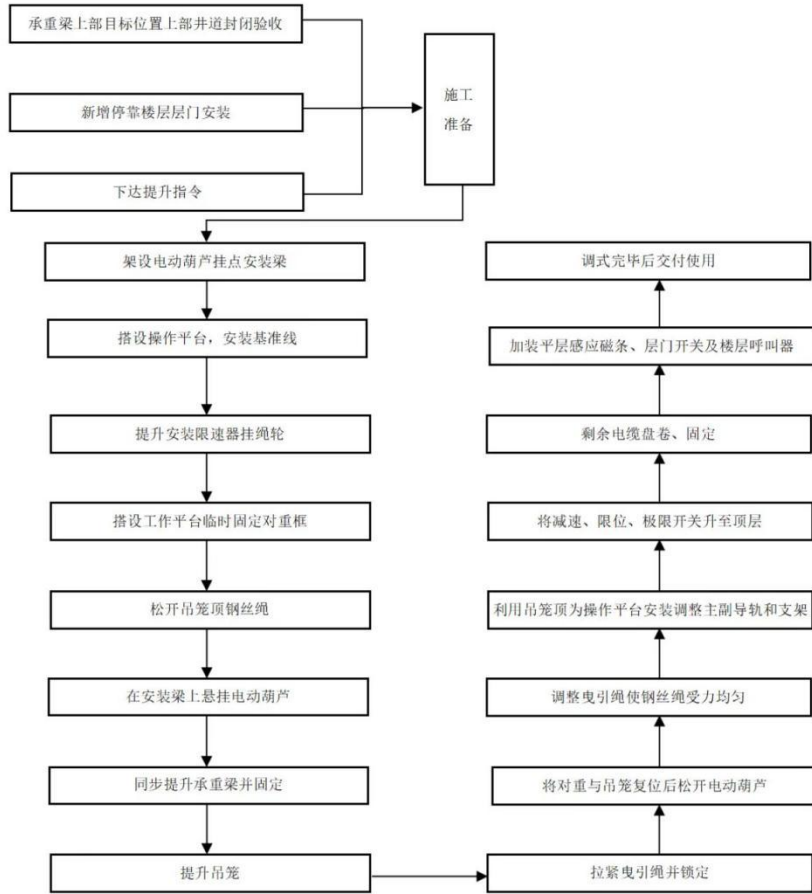 承重梁上部目标位置上部井道封闭验收
新增停靠楼层层门安装
下达提升指令
施工
准备
架设电动葫芦挂点安装梁
搭设操作平台，安装基准线
提升安装限速器挂绳轮
搭设工作平台临时固定对重框
松开吊笼顶钢丝绳
在安装梁上悬挂电动葫芦
同步提升承重梁并固定
提升吊笼
拉紧曳引绳并锁定
将对重与吊笼复位后松开电动葫芦
调整曳引绳使钢丝绳受力均匀
利用吊笼顶为操作平台安装调整主副导轨和支架
将减速、限位、极限开关升至顶层
剩余电缆盘卷、固定
加装平层感应磁条、层门开关及楼层呼叫器
调式完毕后交付使用